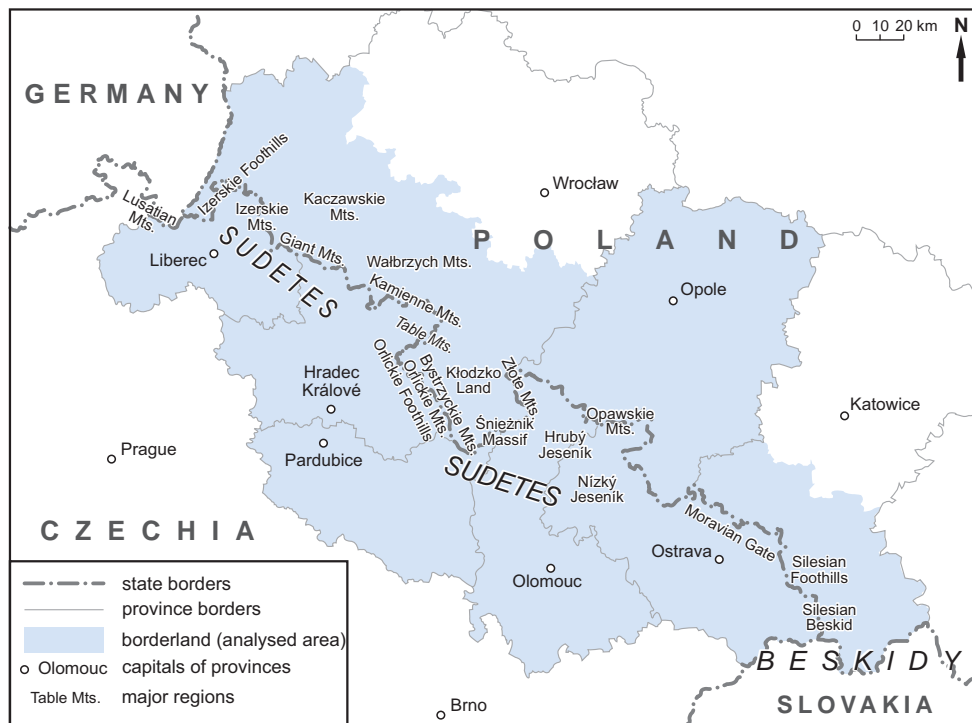 0 10 20 km
N
GERMANY
Izerskie Foothills
Wrocław
Lusatian
Mts.
Izerskie
Mts.
Kaczawskie
Mts.
POLAND
Liberec
SUDETES
Giant Mts.
Wałbrzych Mts.
Kamienne Mts.
Opole
Table Mts.
Hradec
Králové
Orlickie Foothills
Orlickie Mts.
Bystrzyckie Mts.
Kłodzko
Land
Złote Mts.
Śnieżnik
Massif
Opawskie
Mts.
Katowice
Prague
Pardubice
Hrubý
Jeseník
SUDETES
Nízký
Jeseník
CZECHIA
Moravian Gate
Ostrava
Silesian
Foothills
Olomouc
Silesian
Beskid
BESKIDY
SLOVAKIA
Brno
state borders
province borders
borderland (analysed area)
Olomouc capitals of provinces
Table Mts. major regions